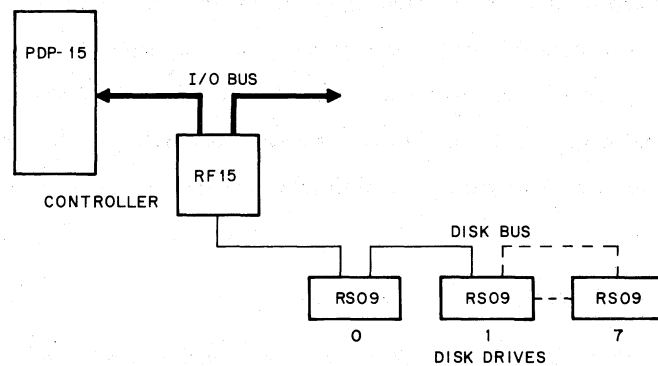 PDP-15
I/O BUS
RF15
CONTROLLER
DISK BUS
RS09 RS09 RS09
0 1 7
DISK DRIVES